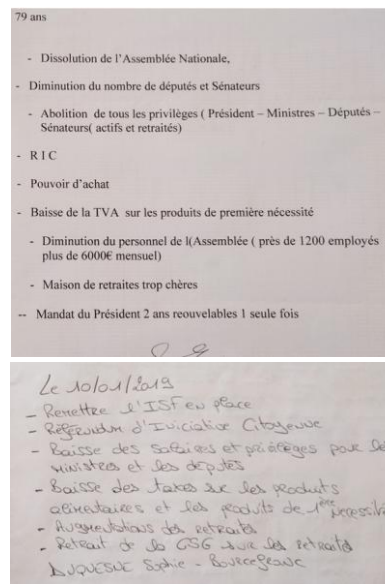 79 ans
- Dissolution de l'Assemblée Nationale,
- Diminution du nombre de députés et Sénateurs
- Abolition de tous les privilèges ( Président – Ministres – Députés –
Sénateurs( actifs et retraités)
- R I C
- Pouvoir d'achat
- Baisse de la TVA sur les produits de première nécessité
- Diminution du personnel de l(Assemblée ( près de 1200 employés
plus de 6000€ mensuel)
- Maison de retraites trop chères
-- Mandat du Président 2 ans reouvelables 1 seule fois
Le 10/01/2019
- Remettre l'ISF en place
- Référendum d'Iniciative Citoyenne
- Baisse des Salaires et privilèges pour les
ministres et les députés
- Baisse des taxes sur les produits
alimentaires et les produits de 1ère nécessité
- Augmentations des retraités
- Retrait de la CSG sur les retraités
DUQUESNE Sophie - Bourgeoane